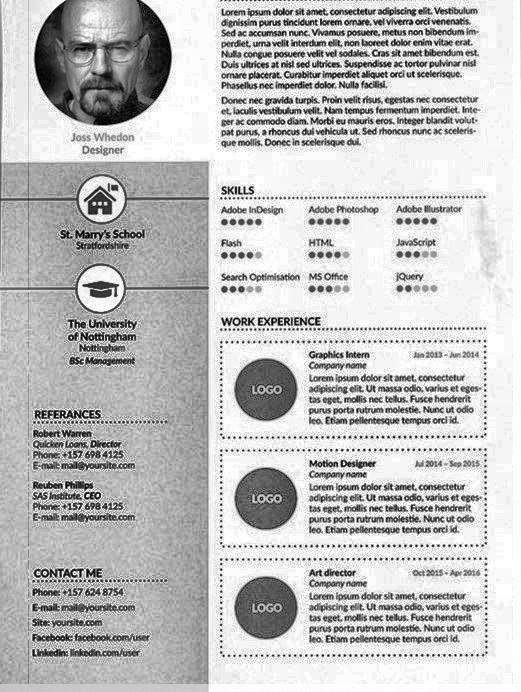 Joss Whedon
Designer
St. Marry's School
Stratfordshire
The University
of Nottingham
Nottingham
BSc Management
REFERANCES
Robert Warren
Quicken Loans, Director
Phone: +157 698 4125
E-mail: mail@yoursite.com
Reuben Phillips
SAS Institute, CEO
Phone: +157 698 4125
E-mail: mail@yoursite.com
CONTACT ME
Phone: +157 624 8754
E-mail: mail@yoursite.com
Site: yoursite.com
Facebook: facebook.com/user
Linkedin: linkedin.com/user
Lorem ipsum dolor sit amet, consectetur adipiscing elit. Vestibulum
dignissim purus tincidunt lorem ornare, vel viverra orci venenatis.
Sed ac accumsan nunc. Vivamus posuere, metus non bibendum im-
perdiet, urna velit interdum elit, non laoreet dolor enim vitae erat.
Nulla congue posuere velit vel sodales. Cras sit amet bibendum est.
Duis ultrices at nisl sed ultrices. Suspendisse ac tortor pulvinar nisl
ornare placerat. Curabitur imperdiet aliquet orci ut scelerisque.
Phasellus nec imperdiet dolor. Nulla facilisi.
Donec nec gravida turpis. Proin velit risus, egestas nec consectetur
et, iaculis vestibulum velit. Nam tempus fermentum imperdiet. Inte-
ger ac commodo diam. Morbi eu mauris eros. Integer blandit volut-
pat purus, a rhoncus dui vehicula ut. Sed rhoncus nunc ac sceleris-
que mollis. Donec in scelerisque dui.
SKILLS
Adobe InDesign Adobe Photoshop Adobe Illustrator
Flash HTML JavaScript
Search Optimisation MS Office jQuery
WORK EXPERIENCE
LOGO
Graphics Intern Jan 2013 – Jun 2014
Company name
Lorem ipsum dolor sit amet, consectetur
adipiscing elit. Ut massa odio, varius et eges-
tas eget, mollis nec tellus. Fusce hendrerit
purus porta rutrum molestie. Nunc ut odio
leo. Etiam pellentesque tempus orci id.
LOGO
Motion Designer Jul 2014 – Sep 2015
Company name
Lorem ipsum dolor sit amet, consectetur
adipiscing elit. Ut massa odio, varius et eges-
tas eget, mollis nec tellus. Fusce hendrerit
purus porta rutrum molestie. Nunc ut odio
leo. Etiam pellentesque tempus orci id.
LOGO
Art director Oct 2015 – Apr 2016
Company name
Lorem ipsum dolor sit amet, consectetur
adipiscing elit. Ut massa odio, varius et eges-
tas eget, mollis nec tellus. Fusce hendrerit
purus porta rutrum molestie. Nunc ut odio
leo. Etiam pellentesque tempus orci id.